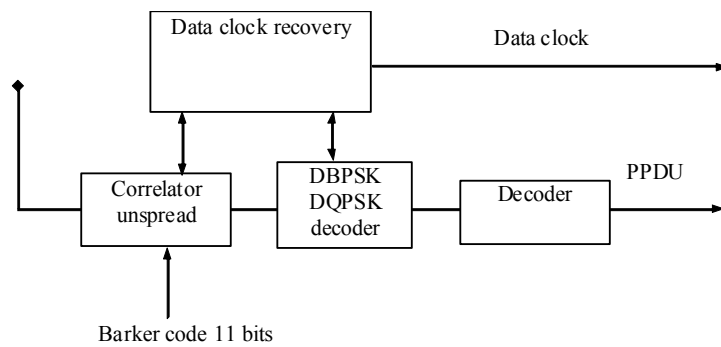 Data clock recovery
Data clock
Correlator
unspread
DBPSK
DQPSK
decoder
Decoder
PPDU
Barker code 11 bits